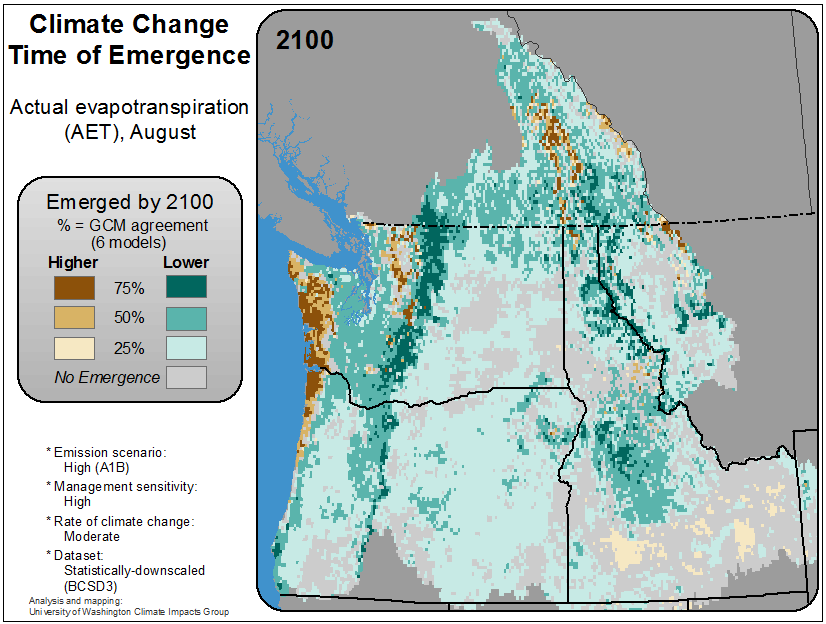 Climate Change
Time of Emergence
Actual evapotranspiration
(AET), August
Emerged by 2100
% = GCM agreement
(6 models)
Higher Lower
75%
50%
25%
No Emergence
* Emission scenario:
High (A1B)
* Management sensitivity:
High
* Rate of climate change:
Moderate
* Dataset:
Statistically-downscaled
(BCSD3)
Analysis and mapping:
University of Washington Climate Impacts Group
2100